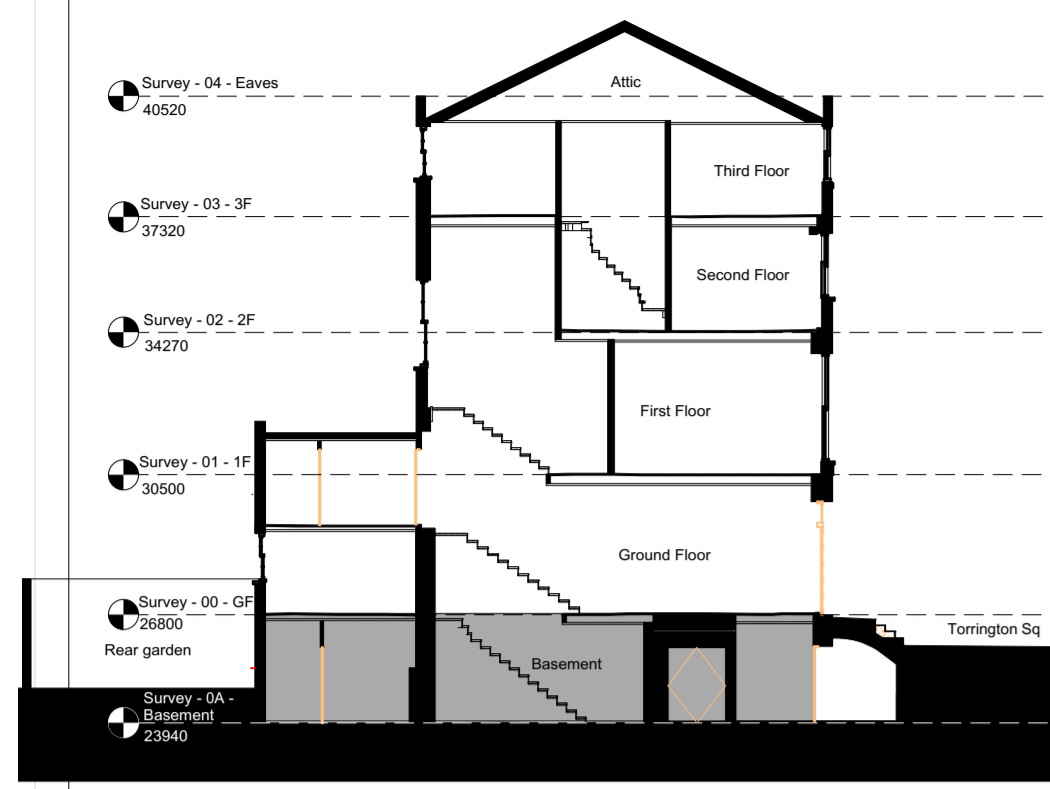 Survey - 04 - Eaves
40520
Attic
Third Floor
Survey - 03 - 3F
37320
Second Floor
Survey - 02 - 2F
34270
First Floor
Survey - 01 - 1F
30500
Ground Floor
Survey - 00 - GF
26800
Torrington Sq
Rear garden
Basement
Survey - 0A -
Basement
23940